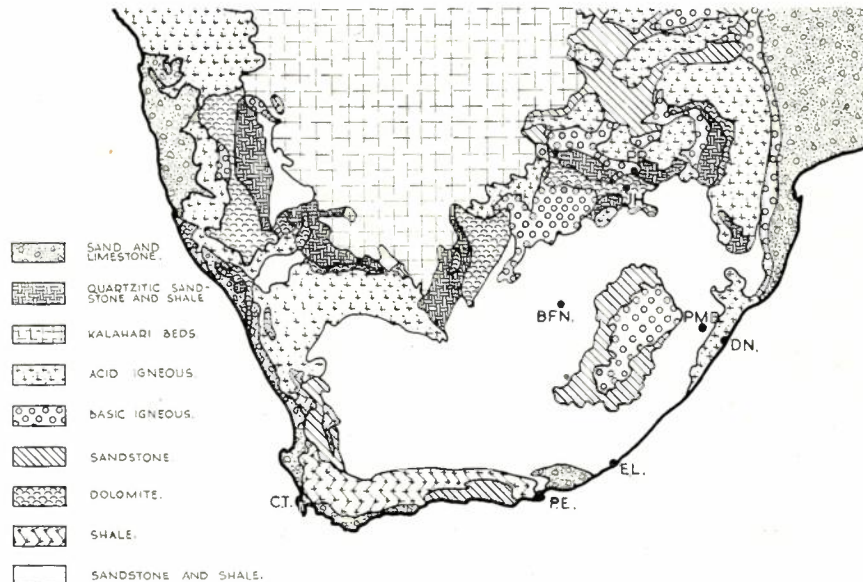 JH.
BFN.
PMB.
DN.
E.L.
P.E.
C.T.
SAND AND
LIMESTONE.
QUARTZITIC SAND-
STONE AND SHALE
KALAHARI BEDS.
ACID IGNEOUS.
BASIC IGNEOUS.
SANDSTONE
DOLOMITE.
SHALE.
SANDSTONE AND SHALE.